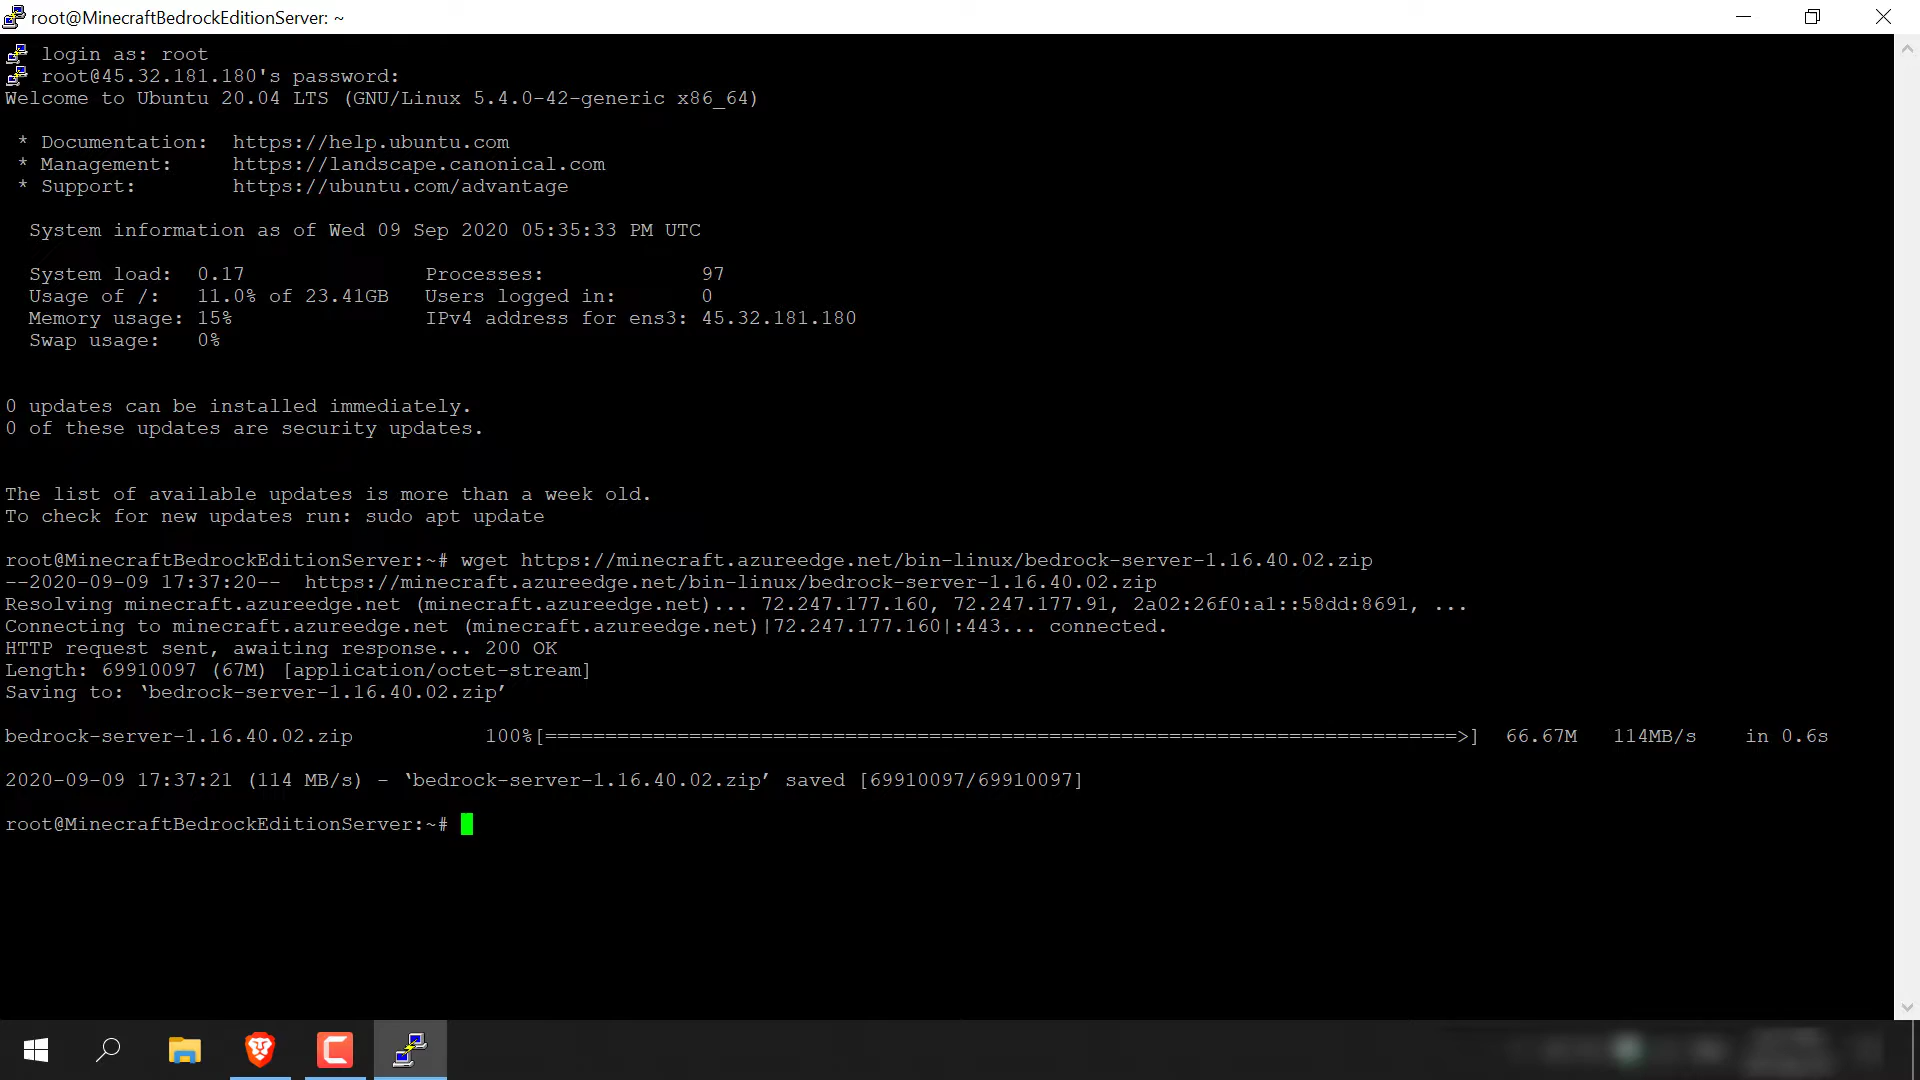 root@MinecraftBedrockEditionServer: ~
login as: root
root@45.32.181.180's password:
Welcome to Ubuntu 20.04 LTS (GNU/Linux 5.4.0-42-generic x86_64)
* Documentation:  https://help.ubuntu.com
* Management:     https://landscape.canonical.com
* Support:        https://ubuntu.com/advantage
System information as of Wed 09 Sep 2020 05:35:33 PM UTC
System load:  0.17               Processes:             97
Usage of /:   11.0% of 23.41GB   Users logged in:       0
Memory usage: 15%                IPv4 address for ens3: 45.32.181.180
Swap usage:   0%
0 updates can be installed immediately.
0 of these updates are security updates.
The list of available updates is more than a week old.
To check for new updates run: sudo apt update
root@MinecraftBedrockEditionServer:~# wget https://minecraft.azureedge.net/bin-linux/bedrock-server-1.16.40.02.zip
--2020-09-09 17:37:20--  https://minecraft.azureedge.net/bin-linux/bedrock-server-1.16.40.02.zip
Resolving minecraft.azureedge.net (minecraft.azureedge.net)... 72.247.177.160, 72.247.177.91, 2a02:26f0:a1::58dd:8691, ...
Connecting to minecraft.azureedge.net (minecraft.azureedge.net)|72.247.177.160|:443... connected.
HTTP request sent, awaiting response... 200 OK
Length: 69910097 (67M) [application/octet-stream]
Saving to: ‘bedrock-server-1.16.40.02.zip’
bedrock-server-1.16.40.02.zip           100%[============================================================================>]  66.67M   114MB/s    in 0.6s
2020-09-09 17:37:21 (114 MB/s) - ‘bedrock-server-1.16.40.02.zip’ saved [69910097/69910097]
root@MinecraftBedrockEditionServer:~#